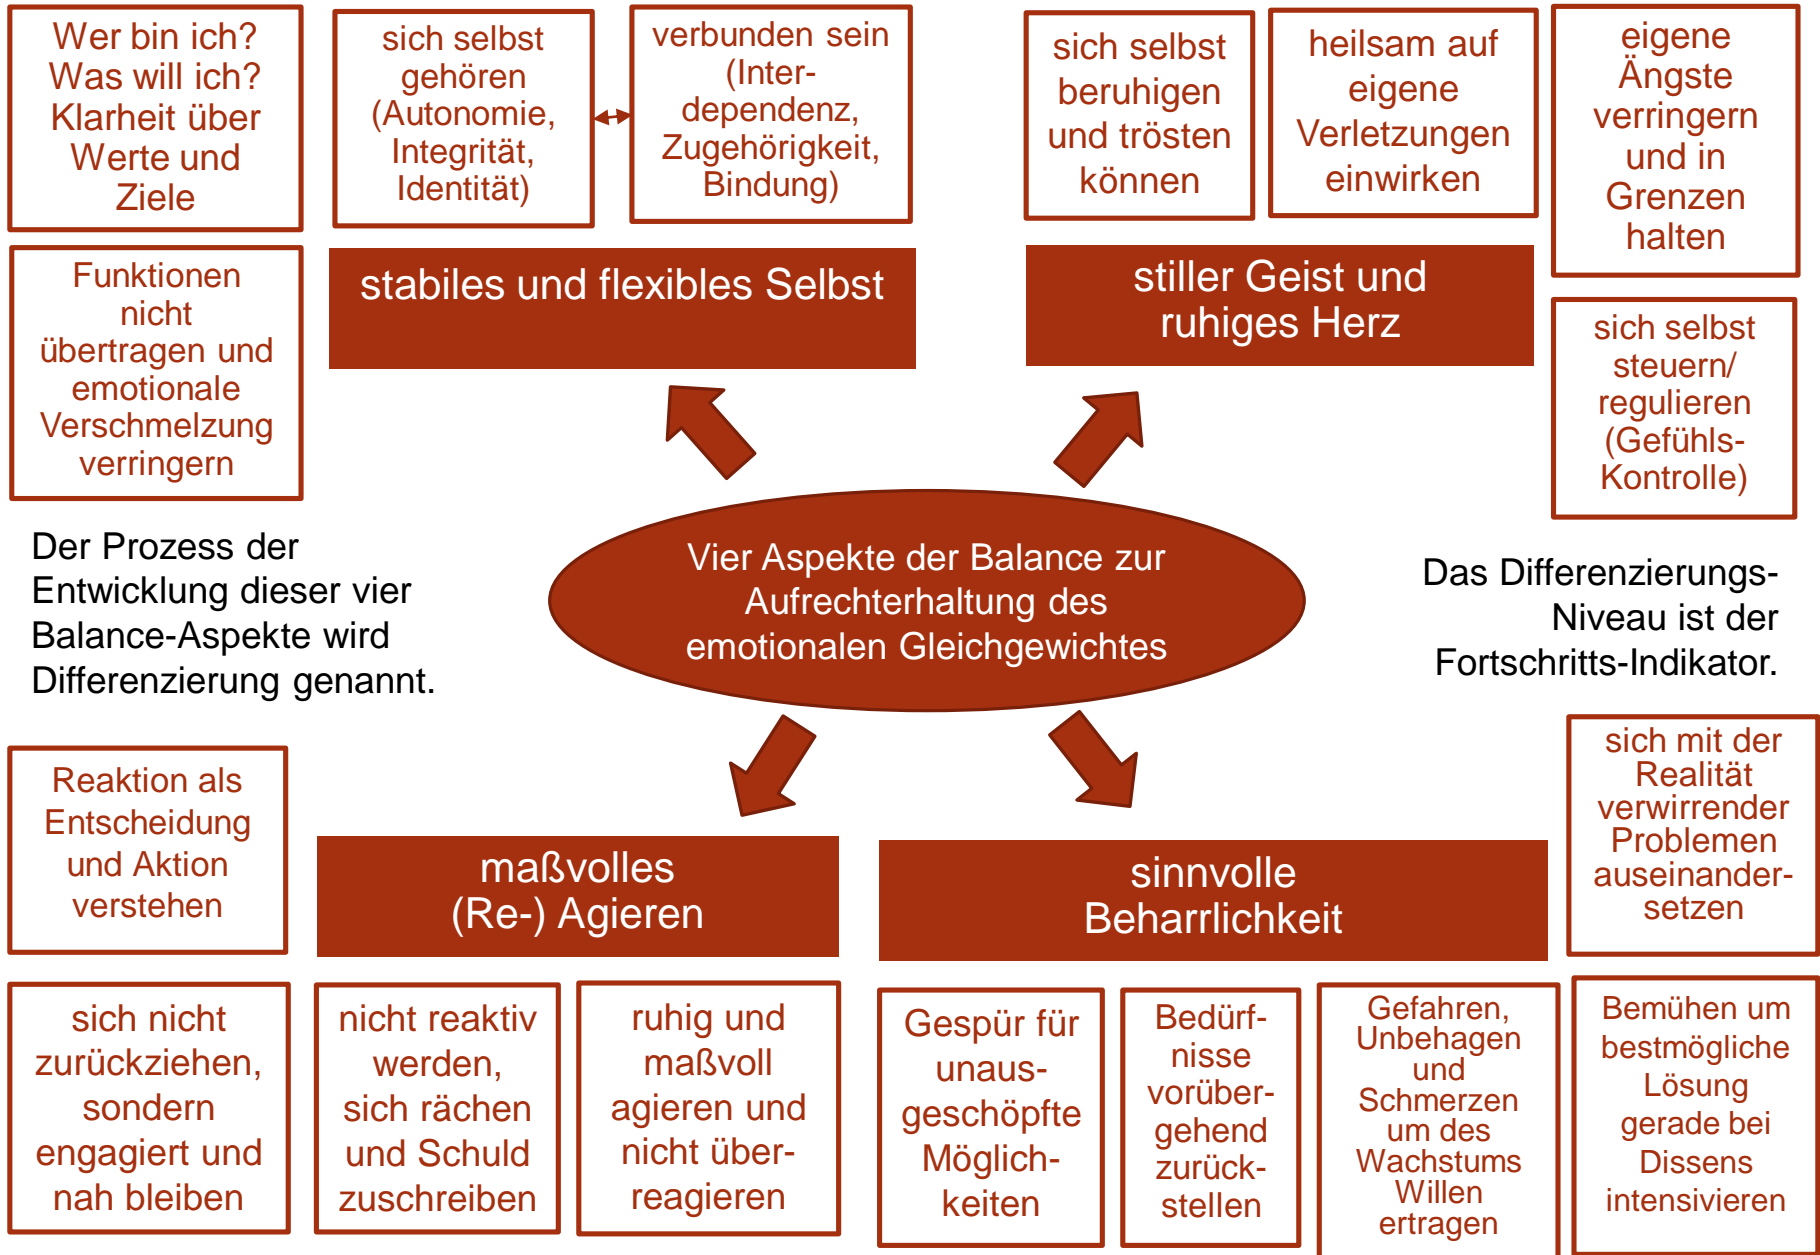 Wer bin ich?
Was will ich?
Klarheit über
Werte und
Ziele
sich selbst
gehören
(Autonomie,
Integrität,
Identität)
verbunden sein
(Inter-
dependenz,
Zugehörigkeit,
Bindung)
sich selbst
beruhigen
und trösten
können
heilsam auf
eigene
Verletzungen
einwirken
eigene
Ängste
verringern
und in
Grenzen
halten
Funktionen
nicht
übertragen und
emotionale
Verschmelzung
verringern
stabiles und flexibles Selbst
stiller Geist und
ruhiges Herz
sich selbst
steuern/
regulieren
(Gefühls-
Kontrolle)
Der Prozess der
Entwicklung dieser vier
Balance-Aspekte wird
Differenzierung genannt.
Vier Aspekte der Balance zur
Aufrechterhaltung des
emotionalen Gleichgewichtes
Das Differenzierungs-
Niveau ist der
Fortschritts-Indikator.
Reaktion als
Entscheidung
und Aktion
verstehen
maßvolles
(Re-) Agieren
sinnvolle
Beharrlichkeit
sich mit der
Realität
verwirrender
Problemen
auseinander-
setzen
sich nicht
zurückziehen,
sondern
engagiert und
nah bleiben
nicht reaktiv
werden,
sich rächen
und Schuld
zuschreiben
ruhig und
maßvoll
agieren und
nicht über-
reagieren
Gespür für
unaus-
geschöpfte
Möglich-
keiten
Bedürf-
nisse
vorüber-
gehend
zurück-
stellen
Gefahren,
Unbehagen
und
Schmerzen
um des
Wachstums
Willen
ertragen
Bemühen um
bestmögliche
Lösung
gerade bei
Dissens
intensivieren